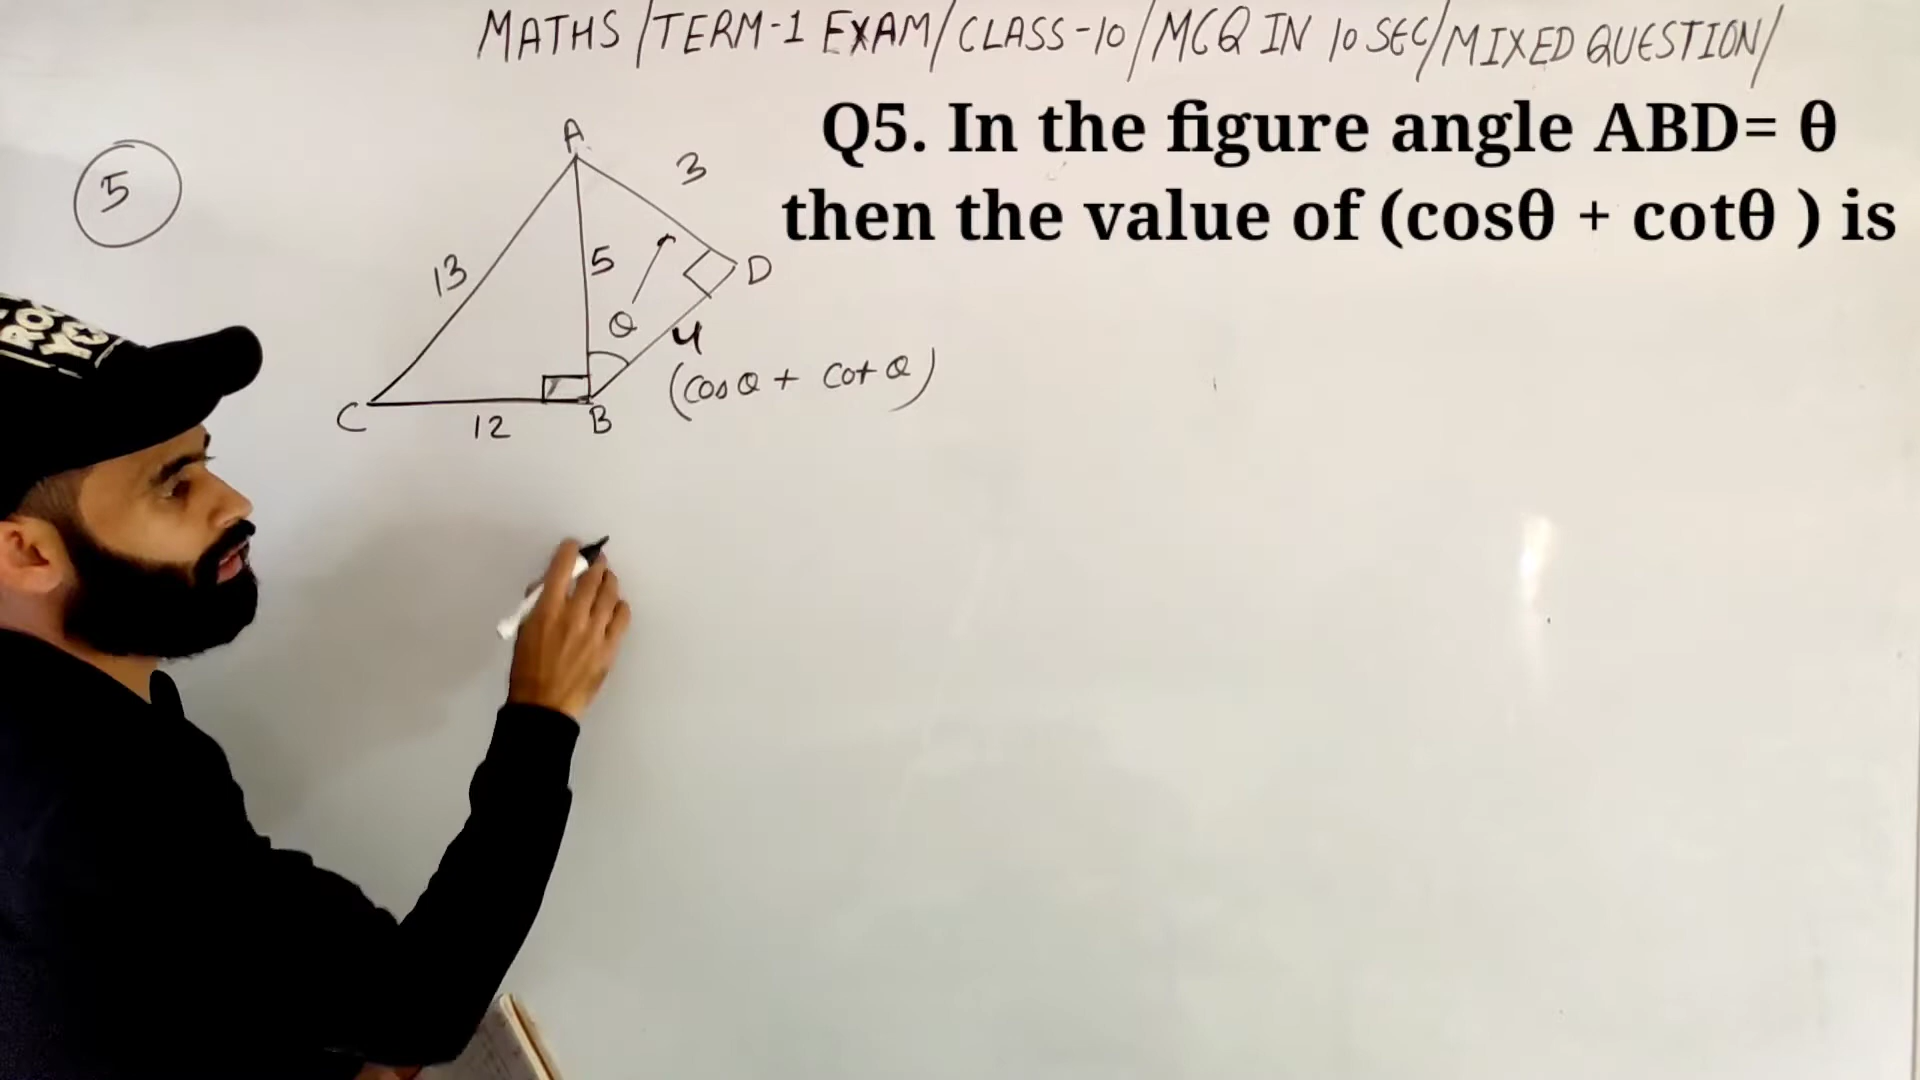 MATHS /TERM-1 EXAM/CLASS-10/MCQ IN 10 SEC/MIXED QUESTION/
Q5. In the figure angle ABD= θ
then the value of (cosθ + cotθ ) is
5
A
3
13
5
D
θ
4
(cosθ + cotθ)
C
12
B